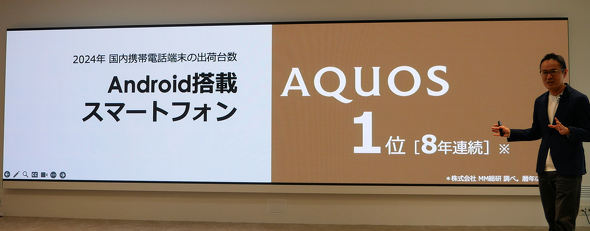 2024年 国内携帯電話端末の出荷台数
Android搭載
スマートフォン
AQUOS
1位 [8年連続] ※
＊株式会社 MM総研 調べ。暦年